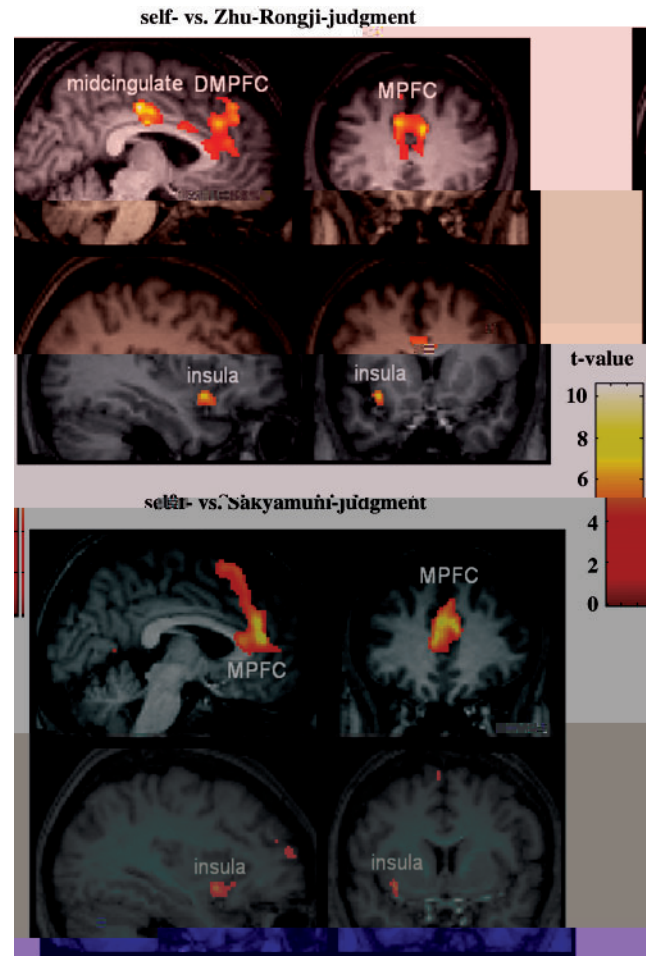 self- vs. Zhu-Rongji-judgment
midcingulate DMPFC
MPFC
insula
insula
t-value
10
8
6
4
2
0
vs. Sakyamuni-judgment
MPFC
MPFC
insula
insula